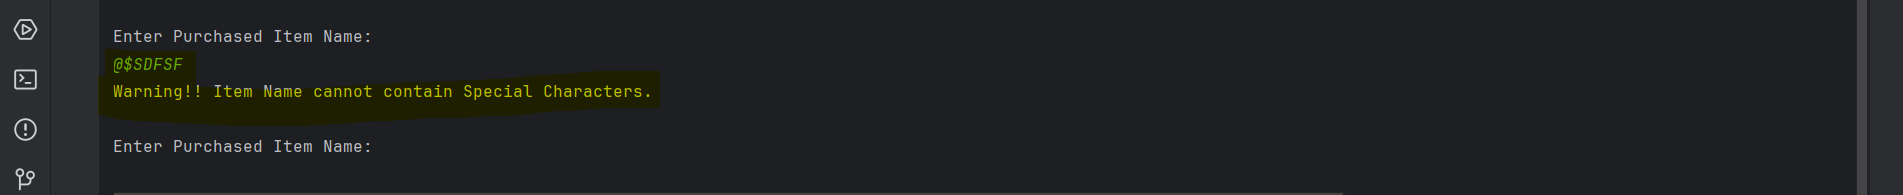 Enter Purchased Item Name:
@$SDFSF
Warning!! Item Name cannot contain Special Characters.
Enter Purchased Item Name: